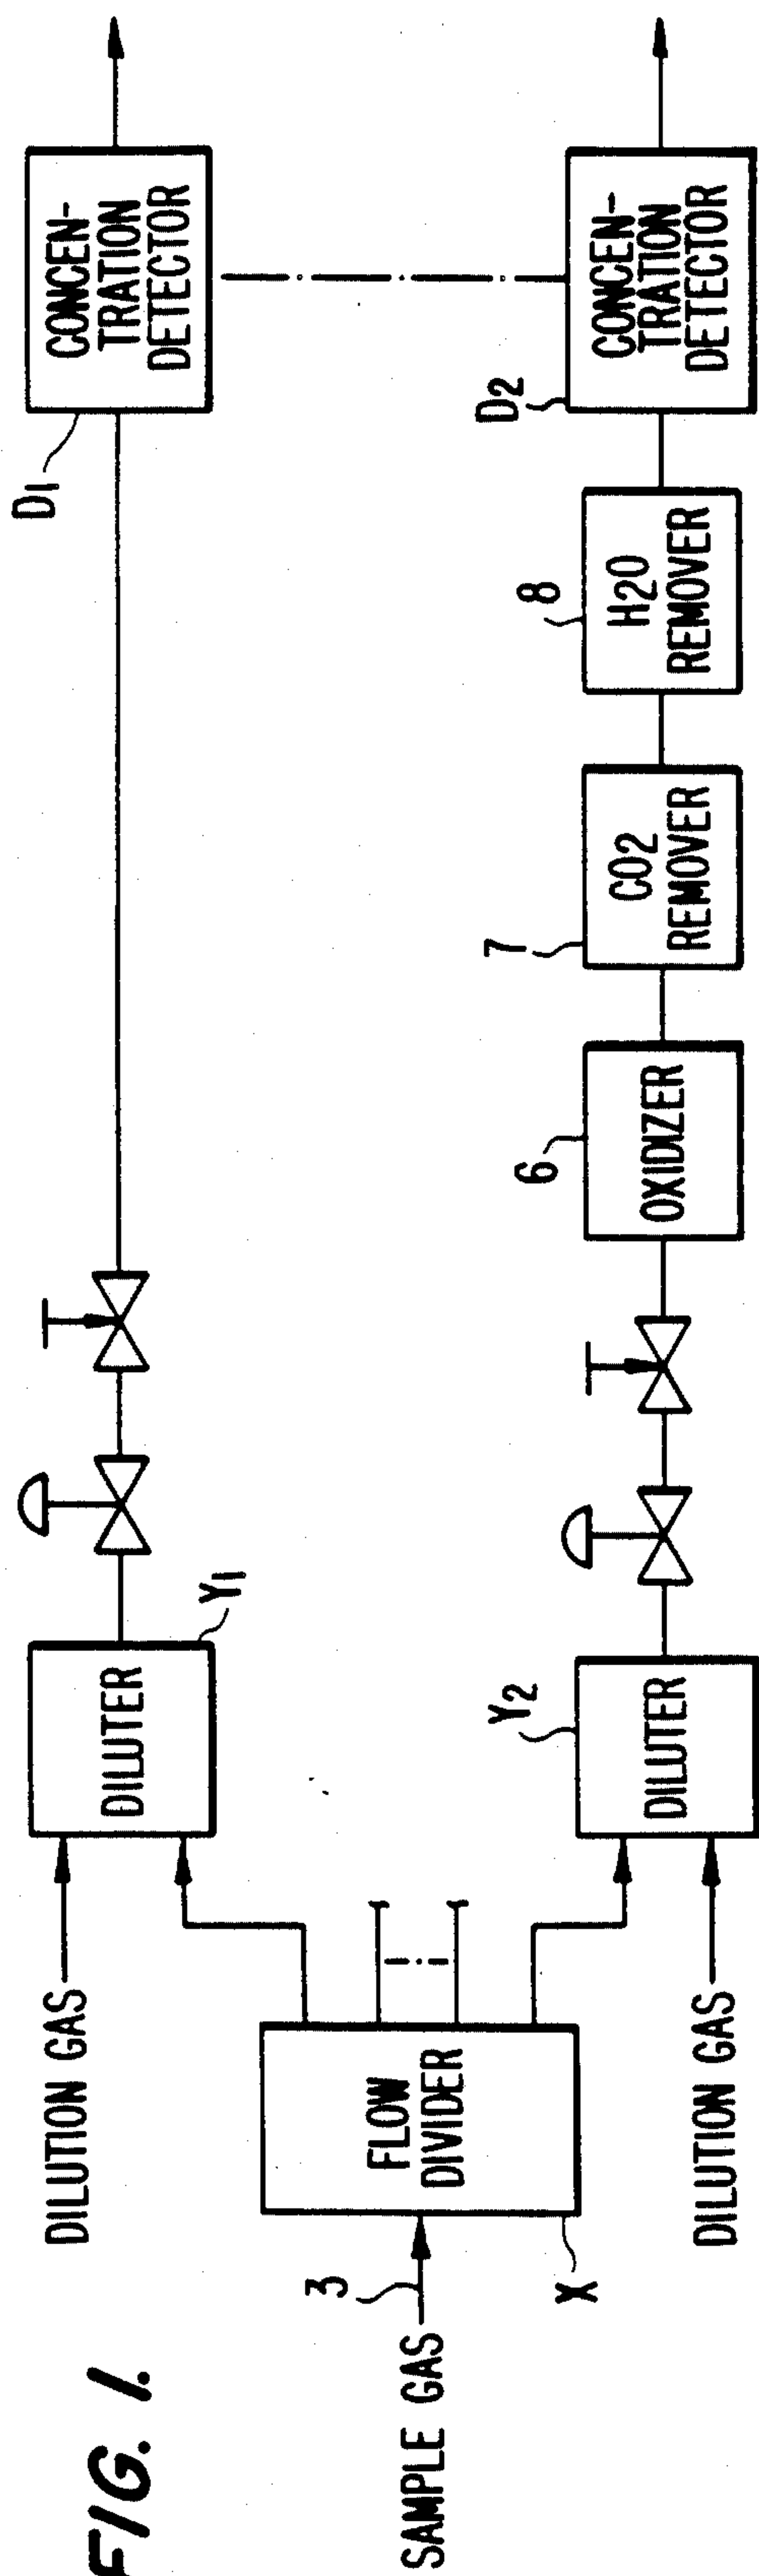 FIG. 1.
SAMPLE GAS
3
X
FLOW
DIVIDER
DILUTION GAS
DILUTER
Y1
CONCEN-
TRATION
DETECTOR
D1
DILUTION GAS
DILUTER
Y2
OXIDIZER
6
CO2
REMOVER
7
H2O
REMOVER
8
CONCEN-
TRATION
DETECTOR
D2